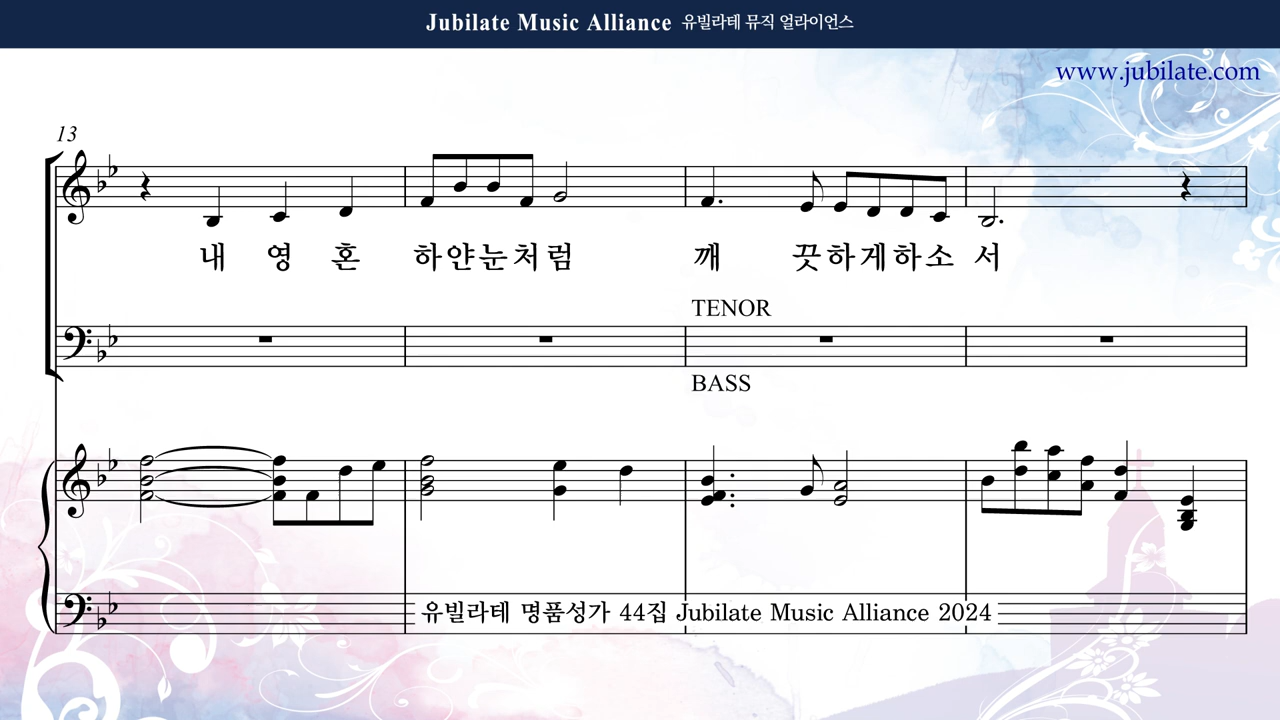 Jubilate Music Alliance 유빌라테 뮤직 얼라이언스
www.jubilate.com
13
내 영 혼 하얀눈처럼 깨 끗하게하소 서
TENOR
BASS
유빌라테 명품성가 44집 Jubilate Music Alliance 2024